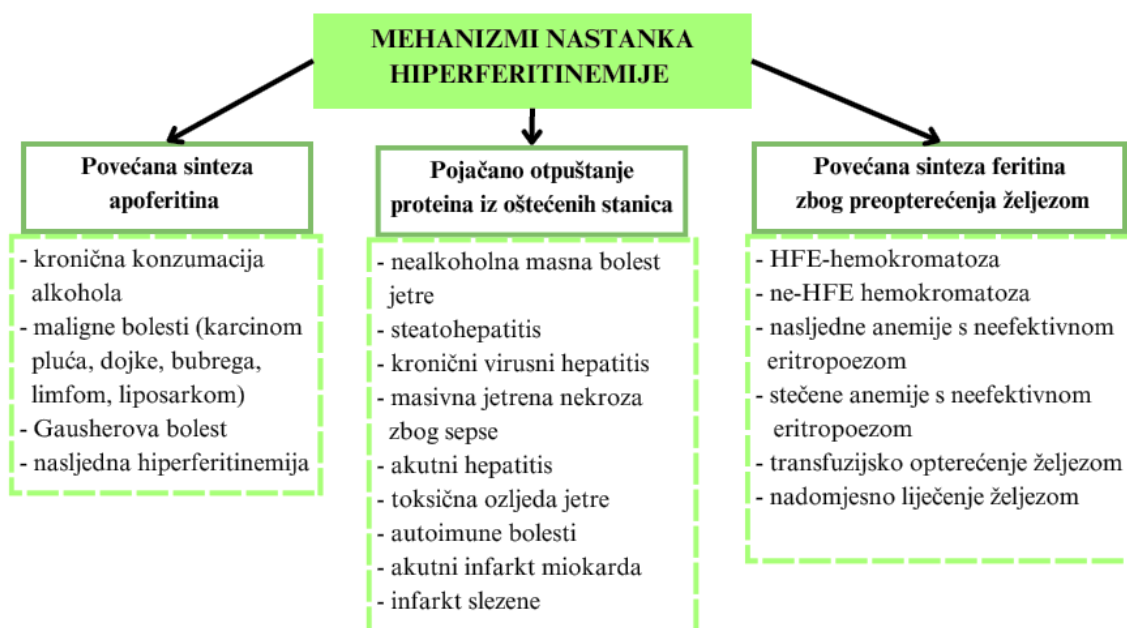 MEHANIZMI NASTANKA
HIPERFERITINEMIJE
Povećana sinteza
apoferitina
- kronična konzumacija
alkohola
- maligne bolesti (karcinom
pluća, dojke, bubrega,
limfom, liposarkom)
- Gausherova bolest
- nasljedna hiperferitinemija
Pojačano otpuštanje
proteina iz oštećenih stanica
- nealkoholna masna bolest
jetre
- steatohepatitis
- kronični virusni hepatitis
- masivna jetrena nekroza
zbog sepse
- akutni hepatitis
- toksična ozljeda jetre
- autoimune bolesti
- akutni infarkt miokarda
- infarkt slezene
Povećana sinteza feritina
zbog preopterećenja željezom
- HFE-hemokromatoza
- ne-HFE hemokromatoza
- nasljedne anemije s neefektivnom
eritropoezom
- stečene anemije s neefektivnom
eritropoezom
- transfuzijsko opterećenje željezom
- nadomjesno liječenje željezom